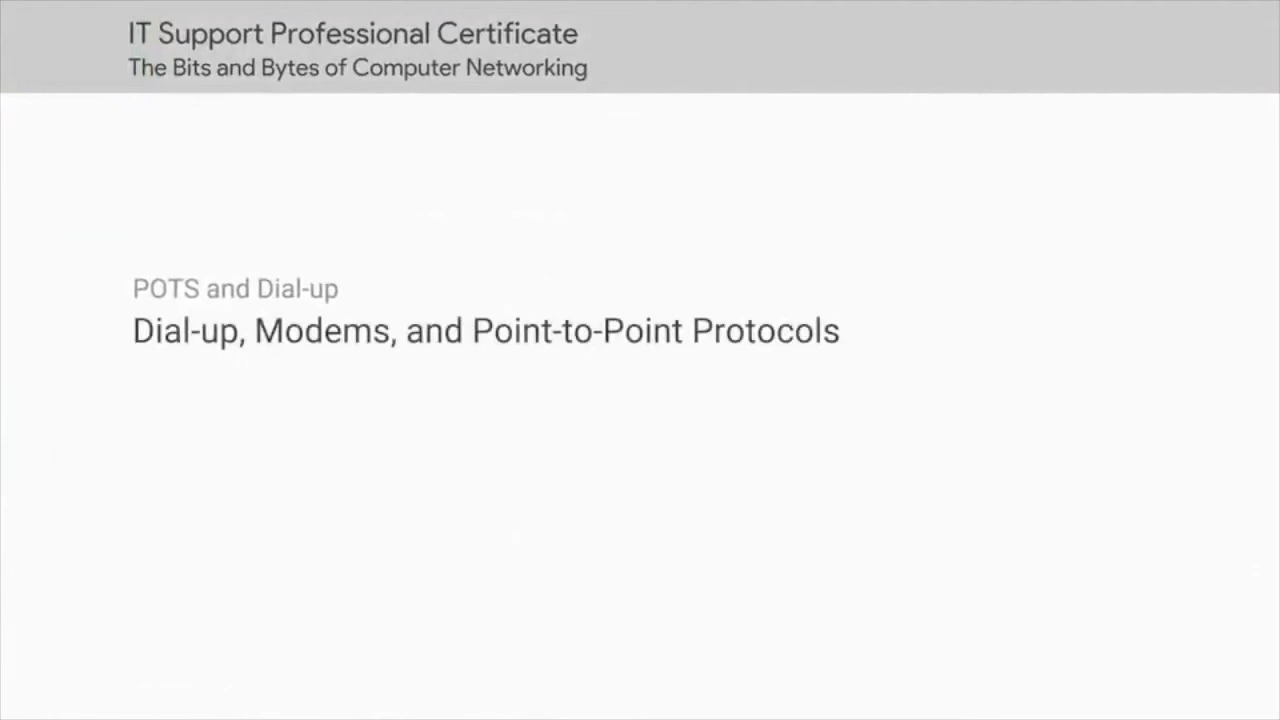 IT Support Professional Certificate
The Bits and Bytes of Computer Networking
POTS and Dial-up
Dial-up, Modems, and Point-to-Point Protocols